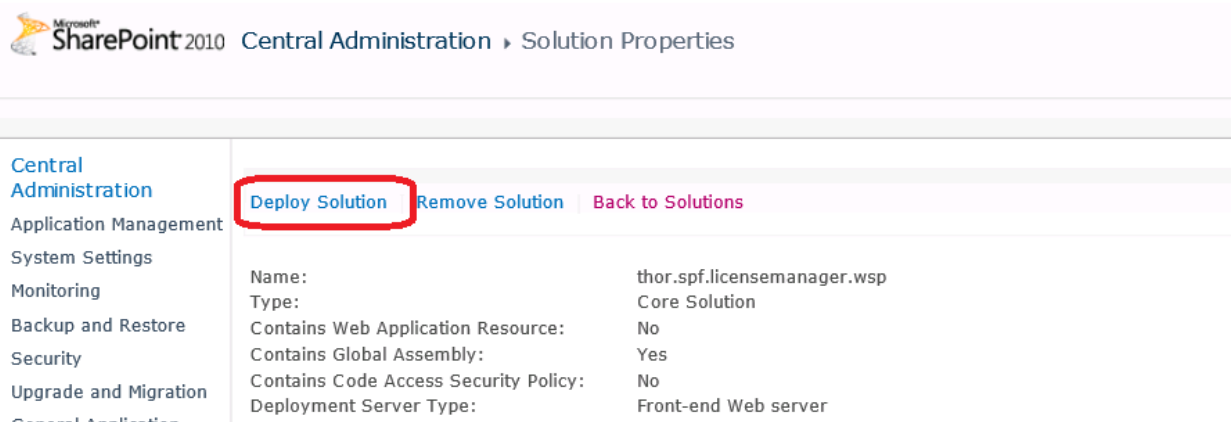 Microsoft®
SharePoint 2010 Central Administration ▸ Solution Properties
Central
Administration
Application Management
System Settings
Monitoring
Backup and Restore
Security
Upgrade and Migration
General Application
Deploy Solution | Remove Solution | Back to Solutions
Name: thor.spf.licensemanager.wsp
Type: Core Solution
Contains Web Application Resource: No
Contains Global Assembly: Yes
Contains Code Access Security Policy: No
Deployment Server Type: Front-end Web server